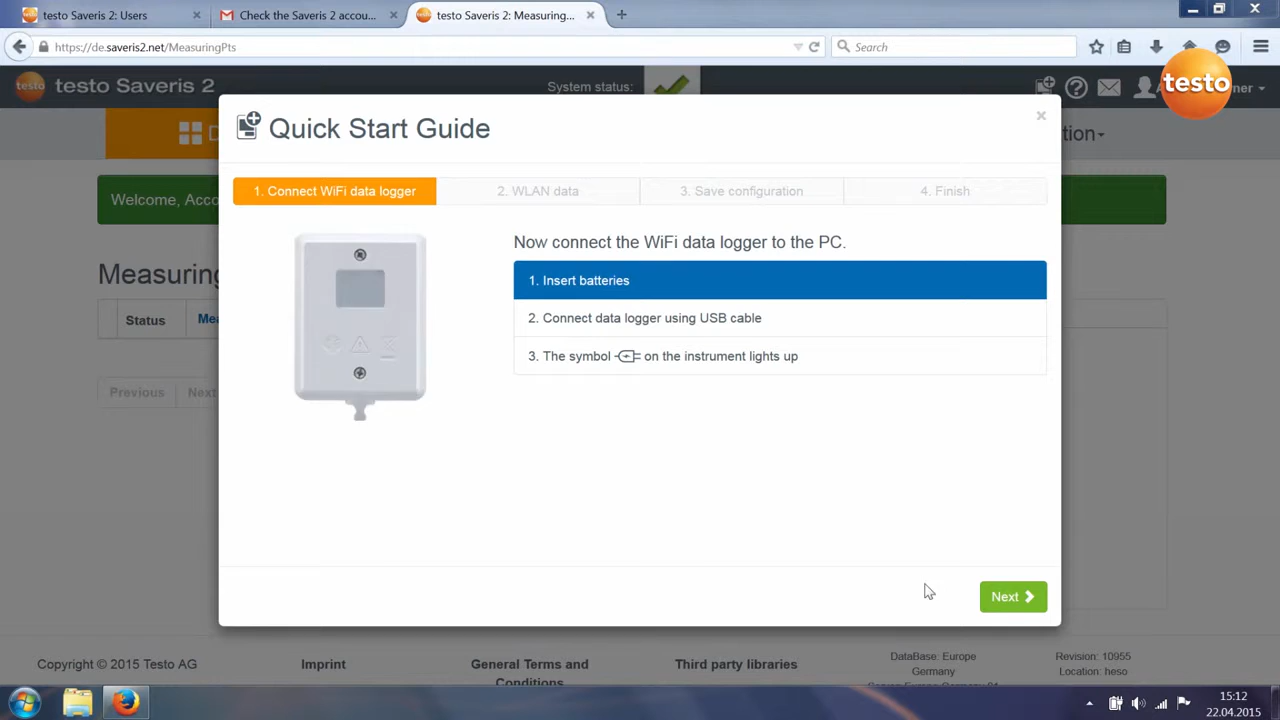 testo Saveris 2: Users
Check the Saveris 2 accou...
testo Saveris 2: Measuring...
https://de.saveris2.net/MeasuringPts
Search
testo Saveris 2
System status:
testo
ner
Quick Start Guide
tion
1. Connect WiFi data logger
2. WLAN data
3. Save configuration
4. Finish
Welcome, Acco
Now connect the WiFi data logger to the PC.
Measuring
1. Insert batteries
Status
Mea
2. Connect data logger using USB cable
3. The symbol on the instrument lights up
Previous
Next
Next
Copyright © 2015 Testo AG
Imprint
General Terms and
Conditions
Third party libraries
DataBase: Europe
Germany
Revision: 10955
Location: heso
15:12
22.04.2015